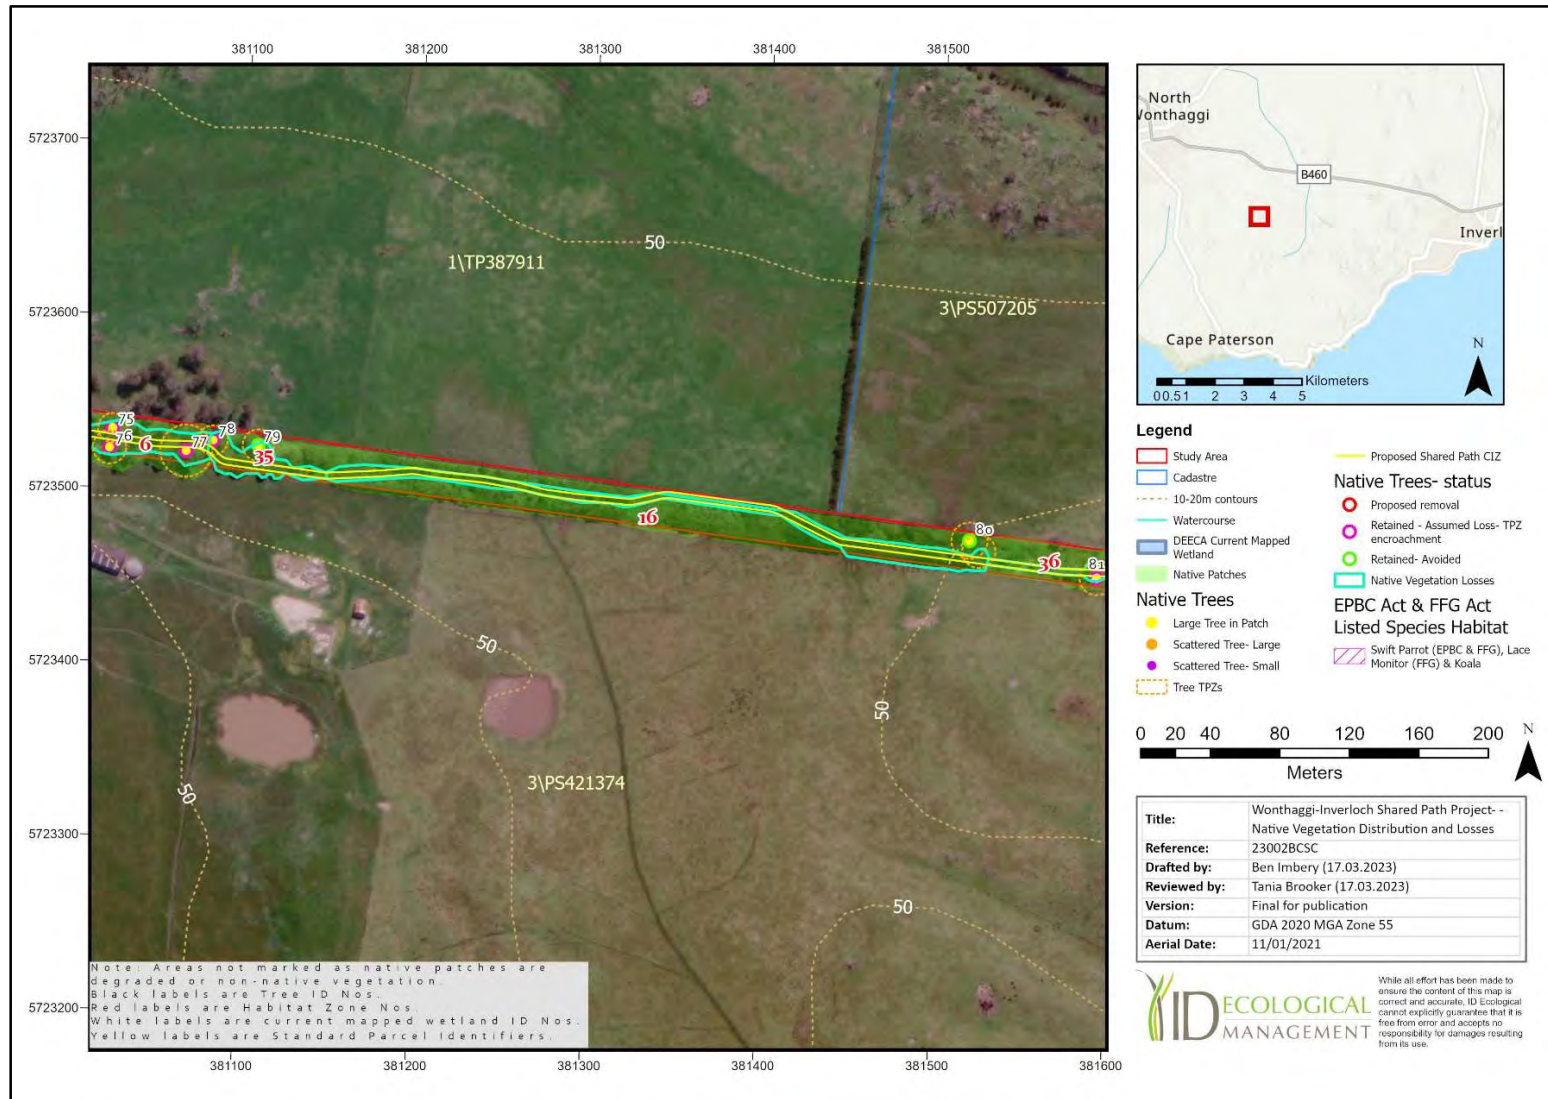 381100
381200
381300
381400
381500
5723700
5723600
5723500
5723400
5723300
5723200
381100
381200
381300
381400
381500
381600
50
1\TP387911
3\PS507205
75
76
6
77
78
79
35
16
80
36
81
50
50
50
3\PS421374
50
Note: Areas not marked as native patches are
degraded or non-native vegetation.
Black labels are Tree ID Nos.
Red labels are Habitat Zone Nos.
White labels are current mapped wetland ID Nos.
Yellow labels are Standard Parcel Identifiers.
North
Wonthaggi
B460
Inverl
Cape Paterson
N
Kilometers
0 0.5 1 2 3 4 5
Legend
Study Area
Cadastre
10-20m contours
Watercourse
DEECA Current Mapped
Wetland
Native Patches
Native Trees
Large Tree in Patch
Scattered Tree- Large
Scattered Tree- Small
Tree TPZs
Proposed Shared Path CIZ
Native Trees- status
Proposed removal
Retained - Assumed Loss- TPZ
encroachment
Retained- Avoided
Native Vegetation Losses
EPBC Act & FFG Act
Listed Species Habitat
Swift Parrot (EPBC & FFG), Lace
Monitor (FFG) & Koala
0 20 40 80 120 160 200
Meters
N
Title: Wonthaggi-Inverloch Shared Path Project- -
Native Vegetation Distribution and Losses
Reference: 23002BCSC
Drafted by: Ben Imbery (17.03.2023)
Reviewed by: Tania Brooker (17.03.2023)
Version: Final for publication
Datum: GDA 2020 MGA Zone 55
Aerial Date: 11/01/2021
ID ECOLOGICAL
MANAGEMENT
While all effort has been made to
ensure the content of this map is
correct and accurate, ID Ecological
cannot explicitly guarantee that it is
free from error and accepts no
responsibility for damages resulting
from its use.